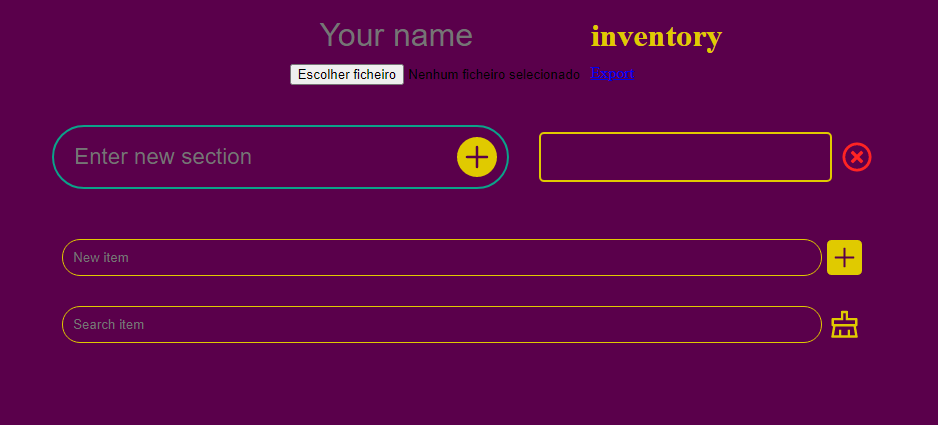 Your name inventory
Escolher ficheiro Nenhum ficheiro selecionado Export
Enter new section
New item
Search item